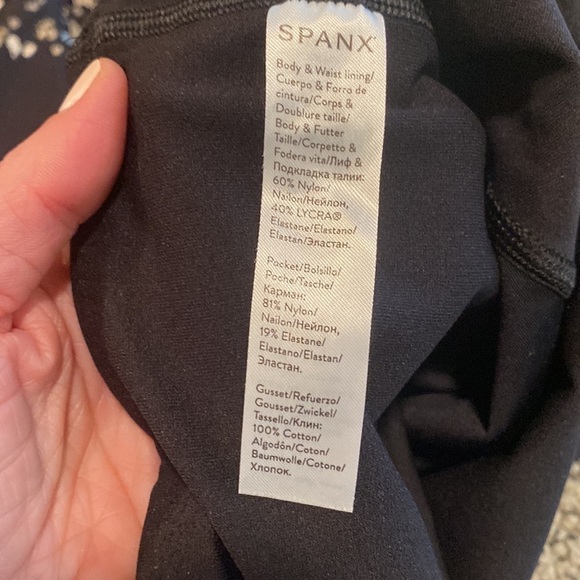 SPANX
Body & Waist lining/
Cuerpo & Forro de
cintura/Corps &
Doublure taille/
Body & Futter
Taille/Corpetto &
Fodera vita/Лиф &
Подкладка талии:
60% Nylon/
Nailon/Нейлон,
40% LYCRA®
Elastane/Elastano/
Elastan/Эластан.
Pocket/Bolsillo/
Poche/Tasche/
Карман:
81% Nylon/
Nailon/Нейлон,
19% Elastane/
Elastano/Elastan/
Эластан.
Gusset/Refuerzo/
Gousset/Zwickel/
Tassello/Клин:
100% Cotton/
Algodón/Coton/
Baumwolle/Cotone/
Хлопок.